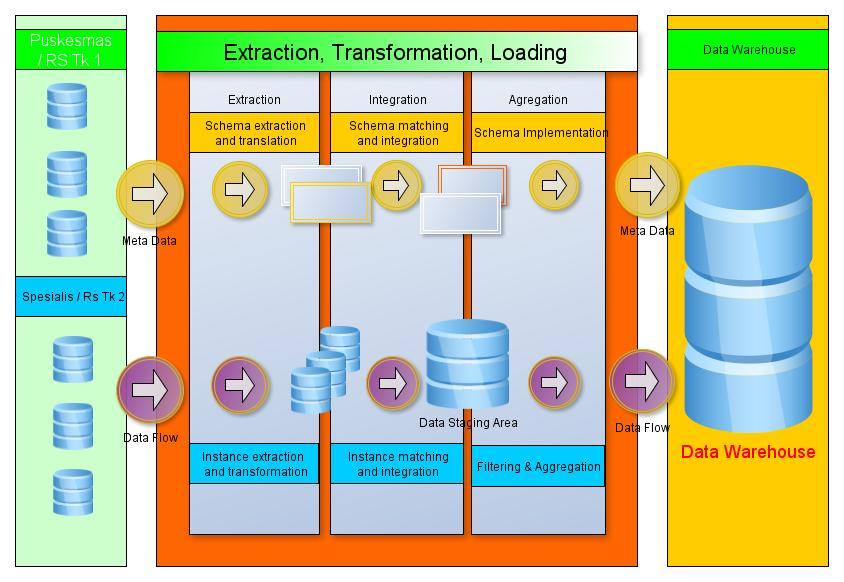 Puskesmas
/ RS Tk 1
Extraction, Transformation, Loading
Data Warehouse
Extraction
Integration
Agregation
Schema extraction
and translation
Schema matching
and integration
Schema Implementation
Meta Data
Meta Data
Spesialis / Rs Tk 2
Data Flow
Data Staging Area
Data Flow
Data Warehouse
Instance extraction
and transformation
Instance matching
and integration
Filtering & Aggregation